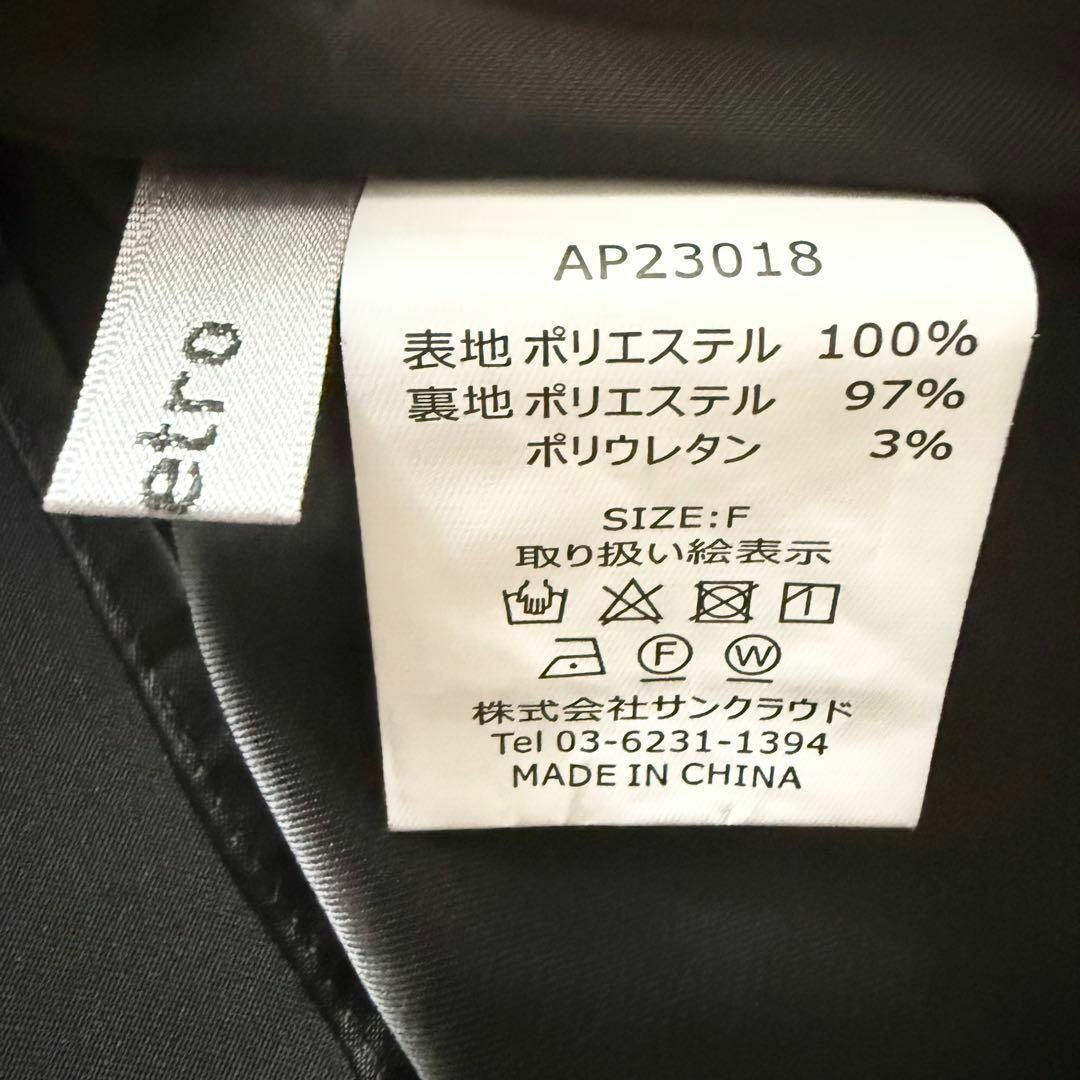 etro
AP23018
表地 ポリエステル 100%
裏地 ポリエステル 97%
ポリウレタン 3%
SIZE:F
取り扱い絵表示
F W
株式会社サンクラウド
Tel 03-6231-1394
MADE IN CHINA